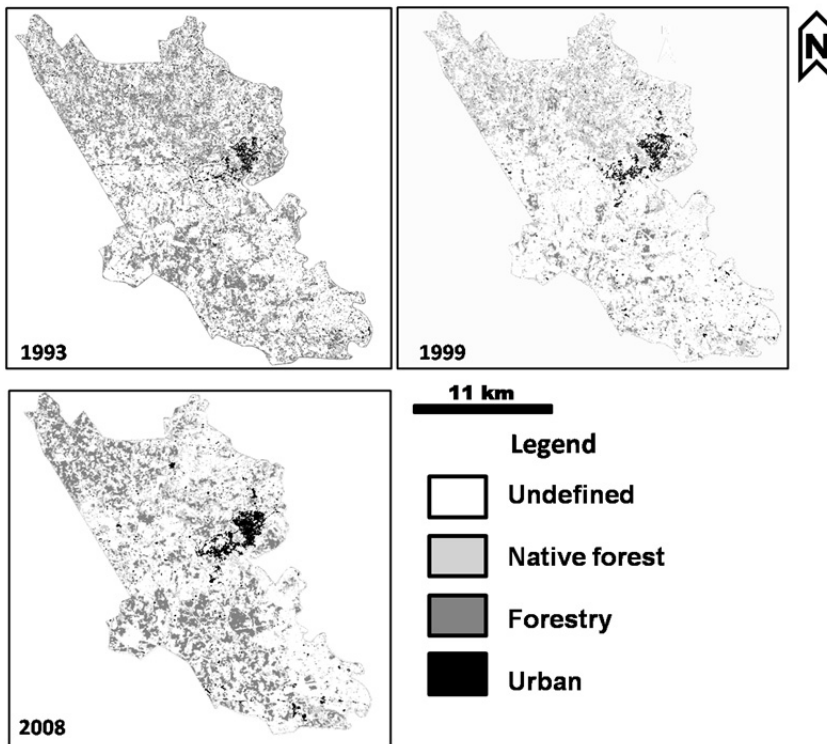 N
1993
1999
2008
11 km
Legend
Undefined
Native forest
Forestry
Urban